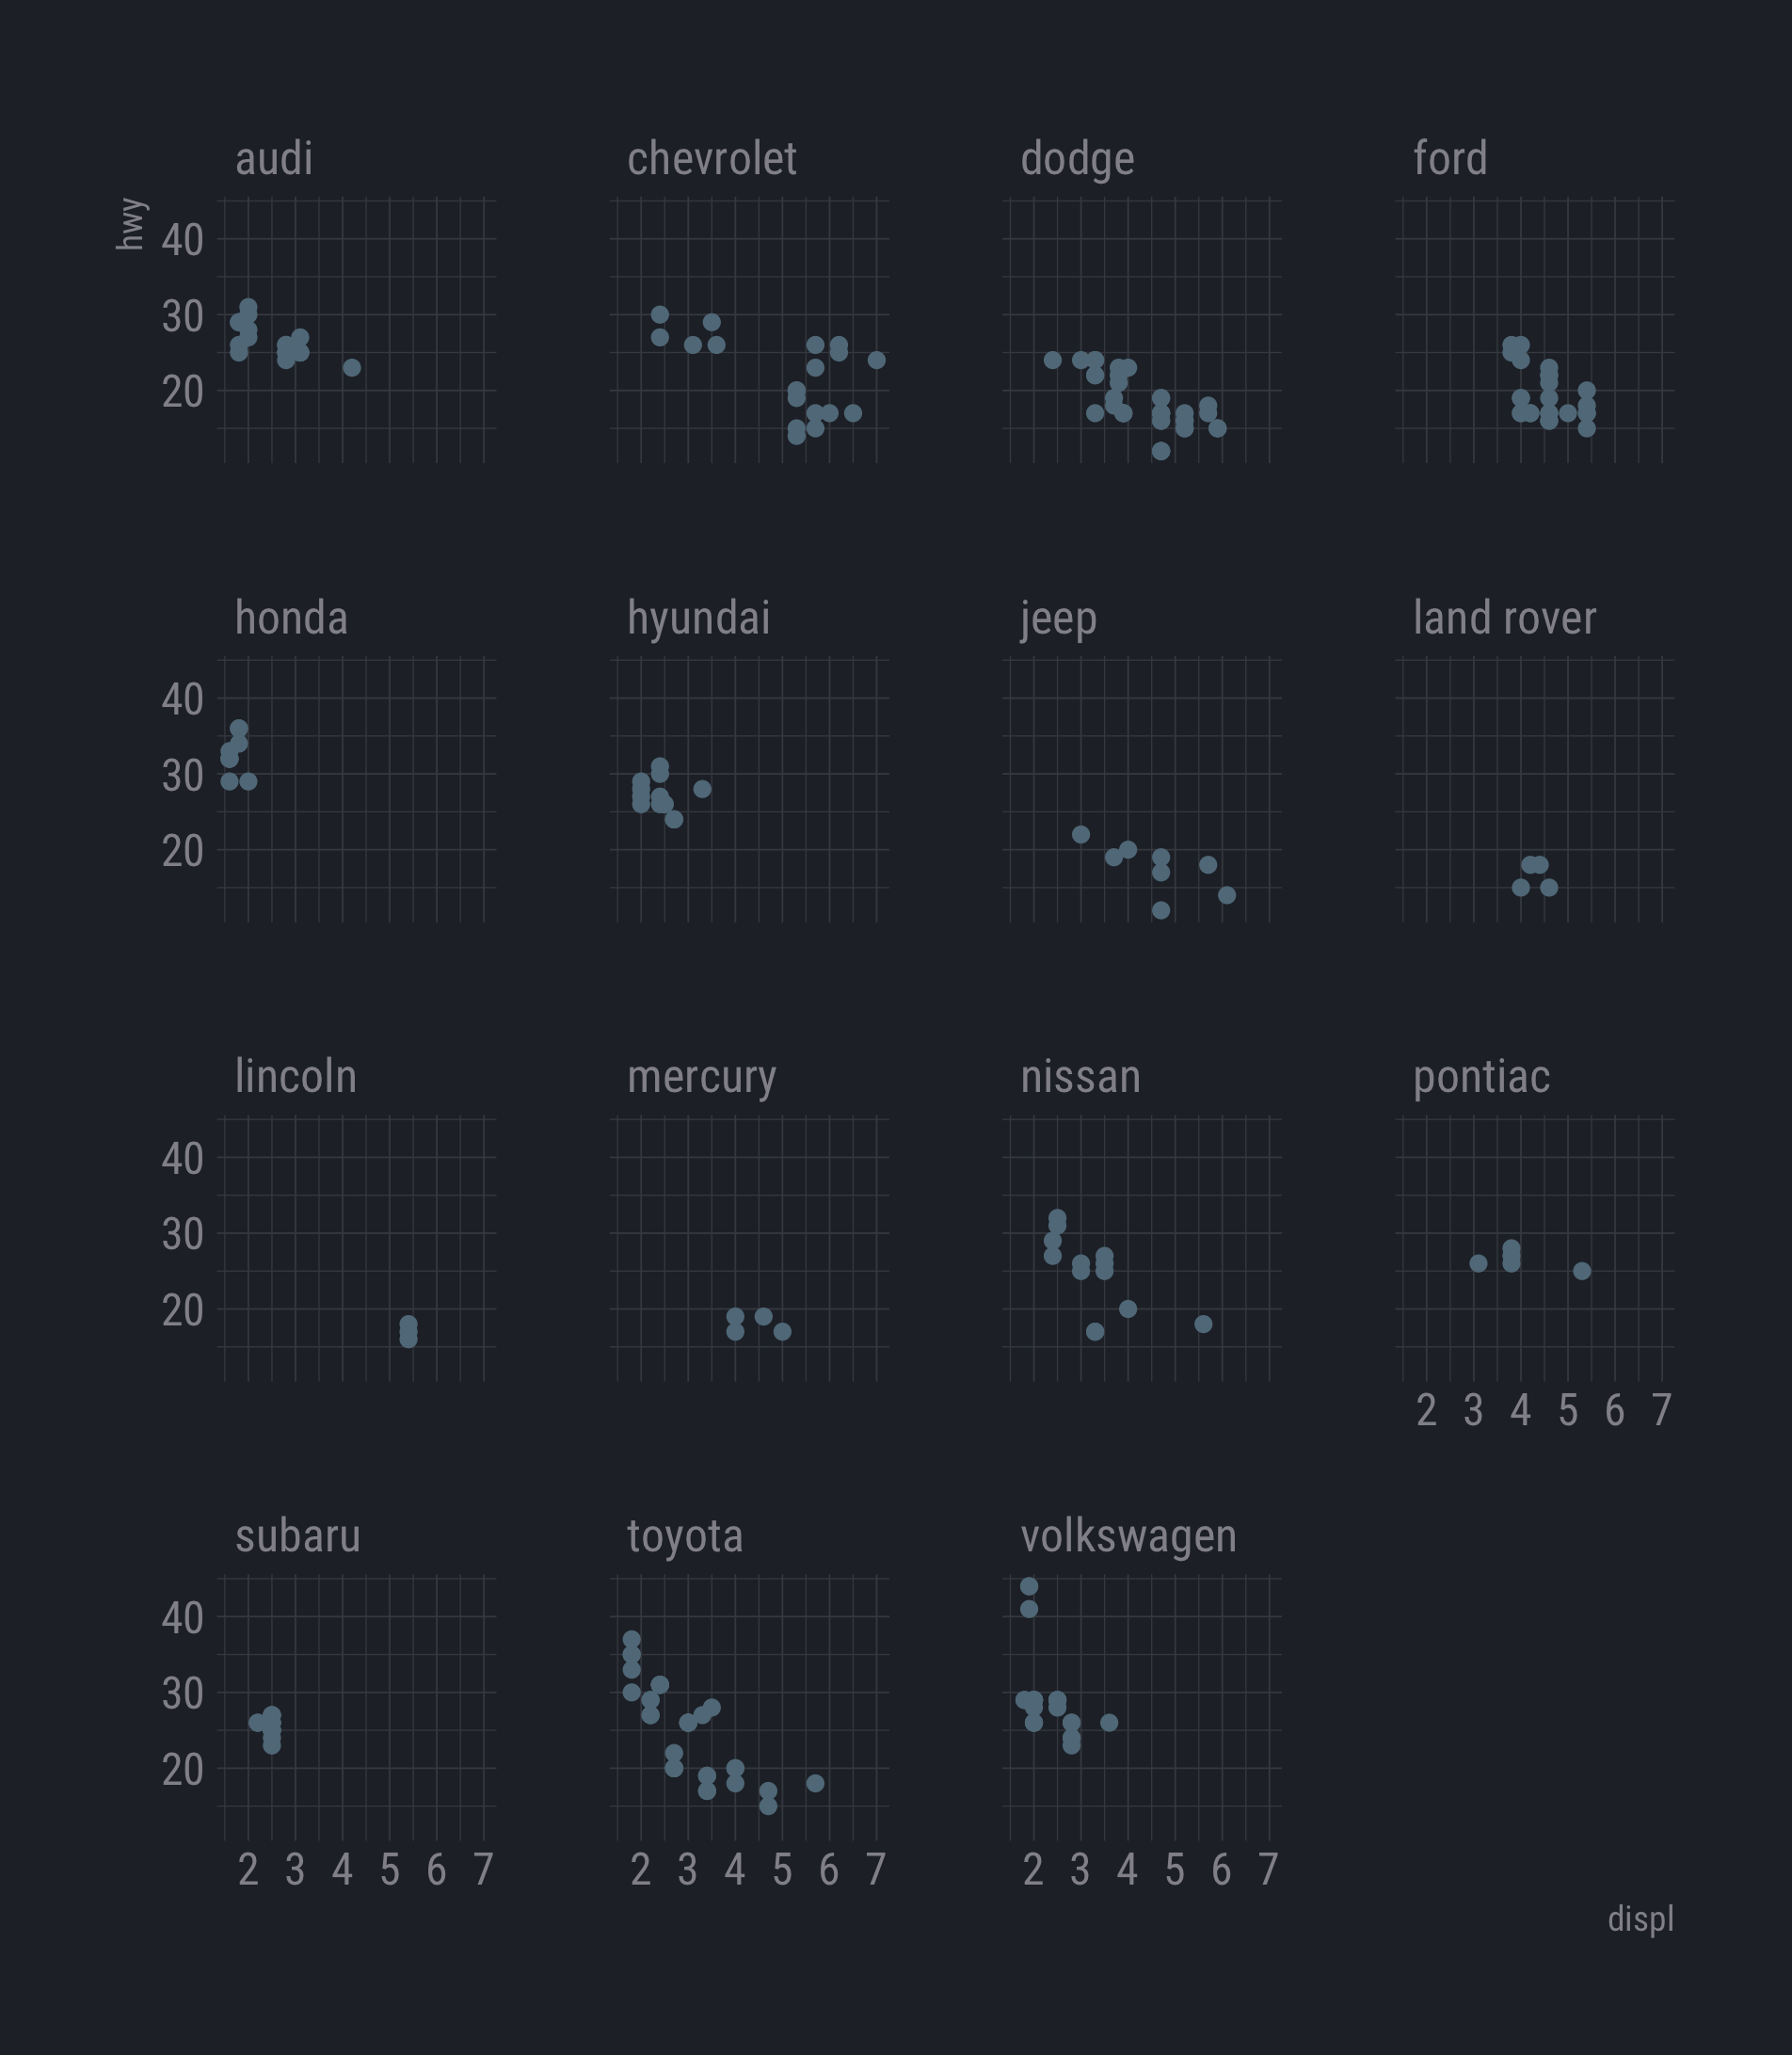 audi chevrolet dodge ford
hwy
40
30
20
honda hyundai jeep land rover
40
30
20
lincoln mercury nissan pontiac
40
30
20
2 3 4 5 6 7
subaru toyota volkswagen
40
30
20
2 3 4 5 6 7 2 3 4 5 6 7 2 3 4 5 6 7
displ